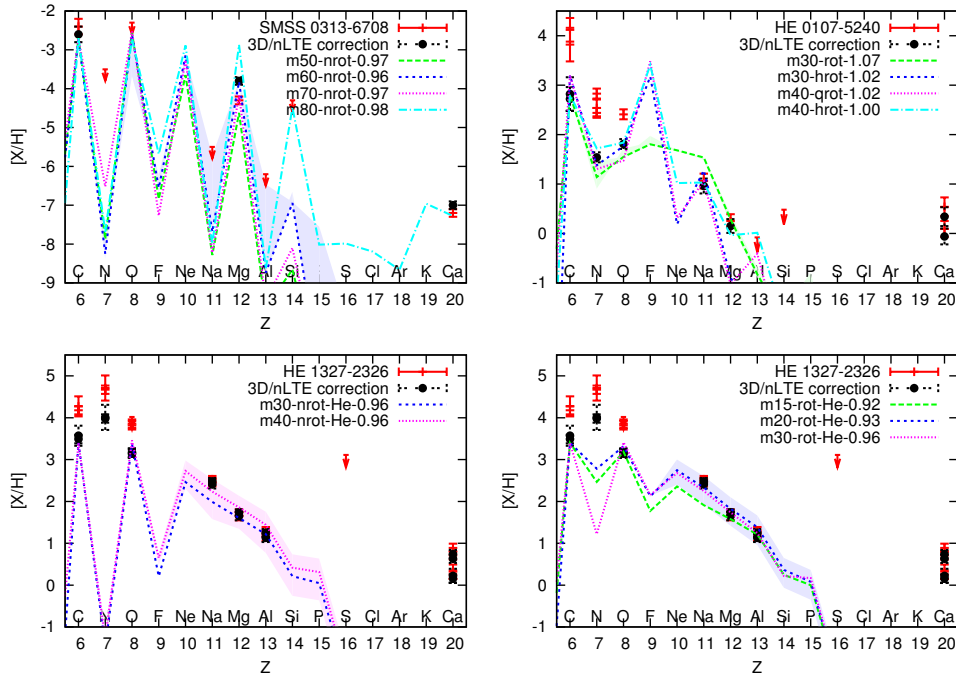 SMSS 0313-6708
3D/nLTE correction
m50-nrot-0.97
m60-nrot-0.96
m70-nrot-0.97
m80-nrot-0.98
[X/H]
-2
-3
-4
-5
-6
-7
-8
-9
C N O F Ne Na Mg Al Si P S Cl Ar K Ca
6 7 8 9 10 11 12 13 14 15 16 17 18 19 20
Z
HE 0107-5240
3D/nLTE correction
m30-rot-1.07
m30-hrot-1.02
m40-qrot-1.02
m40-hrot-1.00
[X/H]
4
3
2
1
0
-1
C N O F Ne Na Mg Al Si P S Cl Ar K Ca
6 7 8 9 10 11 12 13 14 15 16 17 18 19 20
Z
HE 1327-2326
3D/nLTE correction
m30-nrot-He-0.96
m40-nrot-He-0.96
[X/H]
5
4
3
2
1
0
-1
C N O F Ne Na Mg Al Si P S Cl Ar K Ca
6 7 8 9 10 11 12 13 14 15 16 17 18 19 20
Z
HE 1327-2326
3D/nLTE correction
m15-rot-He-0.92
m20-rot-He-0.93
m30-rot-He-0.96
[X/H]
5
4
3
2
1
0
-1
C N O F Ne Na Mg Al Si P S Cl Ar K Ca
6 7 8 9 10 11 12 13 14 15 16 17 18 19 20
Z